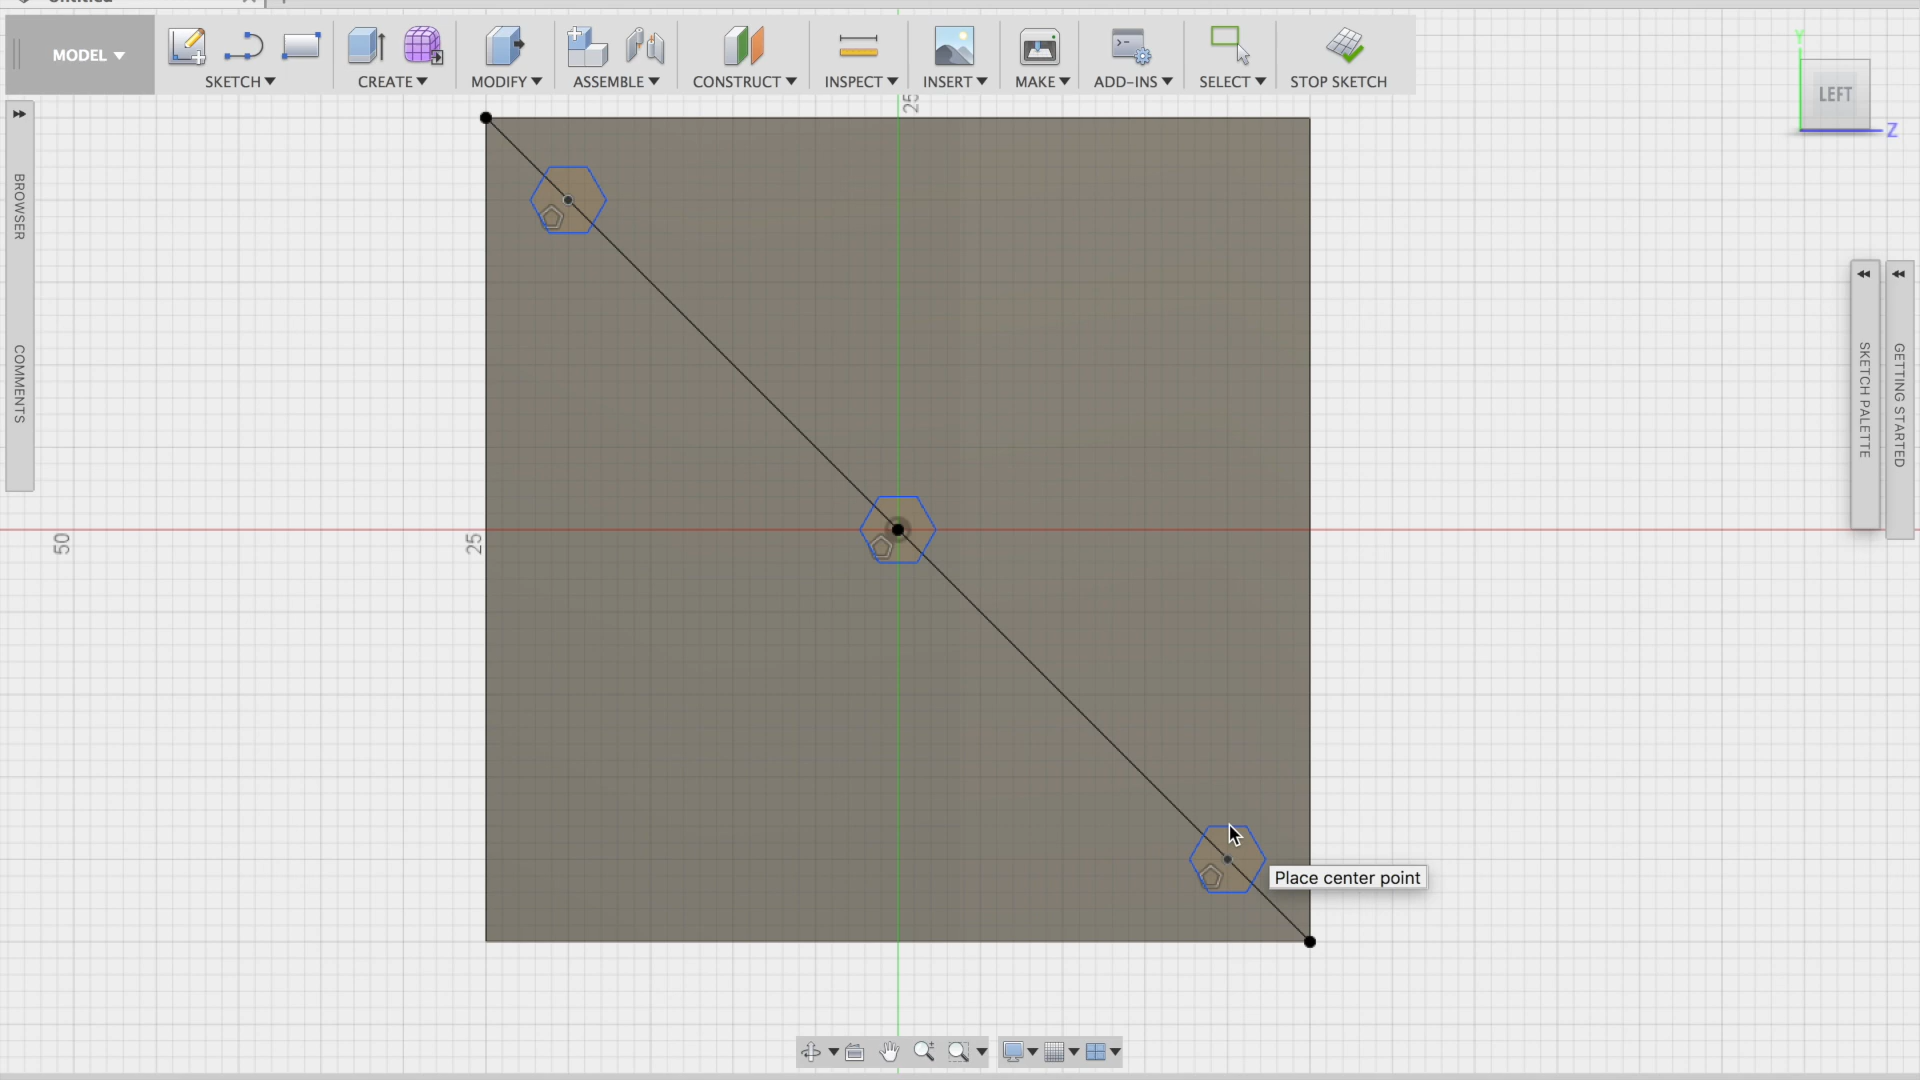 Untitled
MODEL
SKETCH
CREATE
MODIFY
ASSEMBLE
CONSTRUCT
INSPECT
INSERT
MAKE
ADD-INS
SELECT
STOP SKETCH
Y
LEFT
Z
BROWSER
COMMENTS
25
50
25
SKETCH PALETTE
GETTING STARTED
Place center point